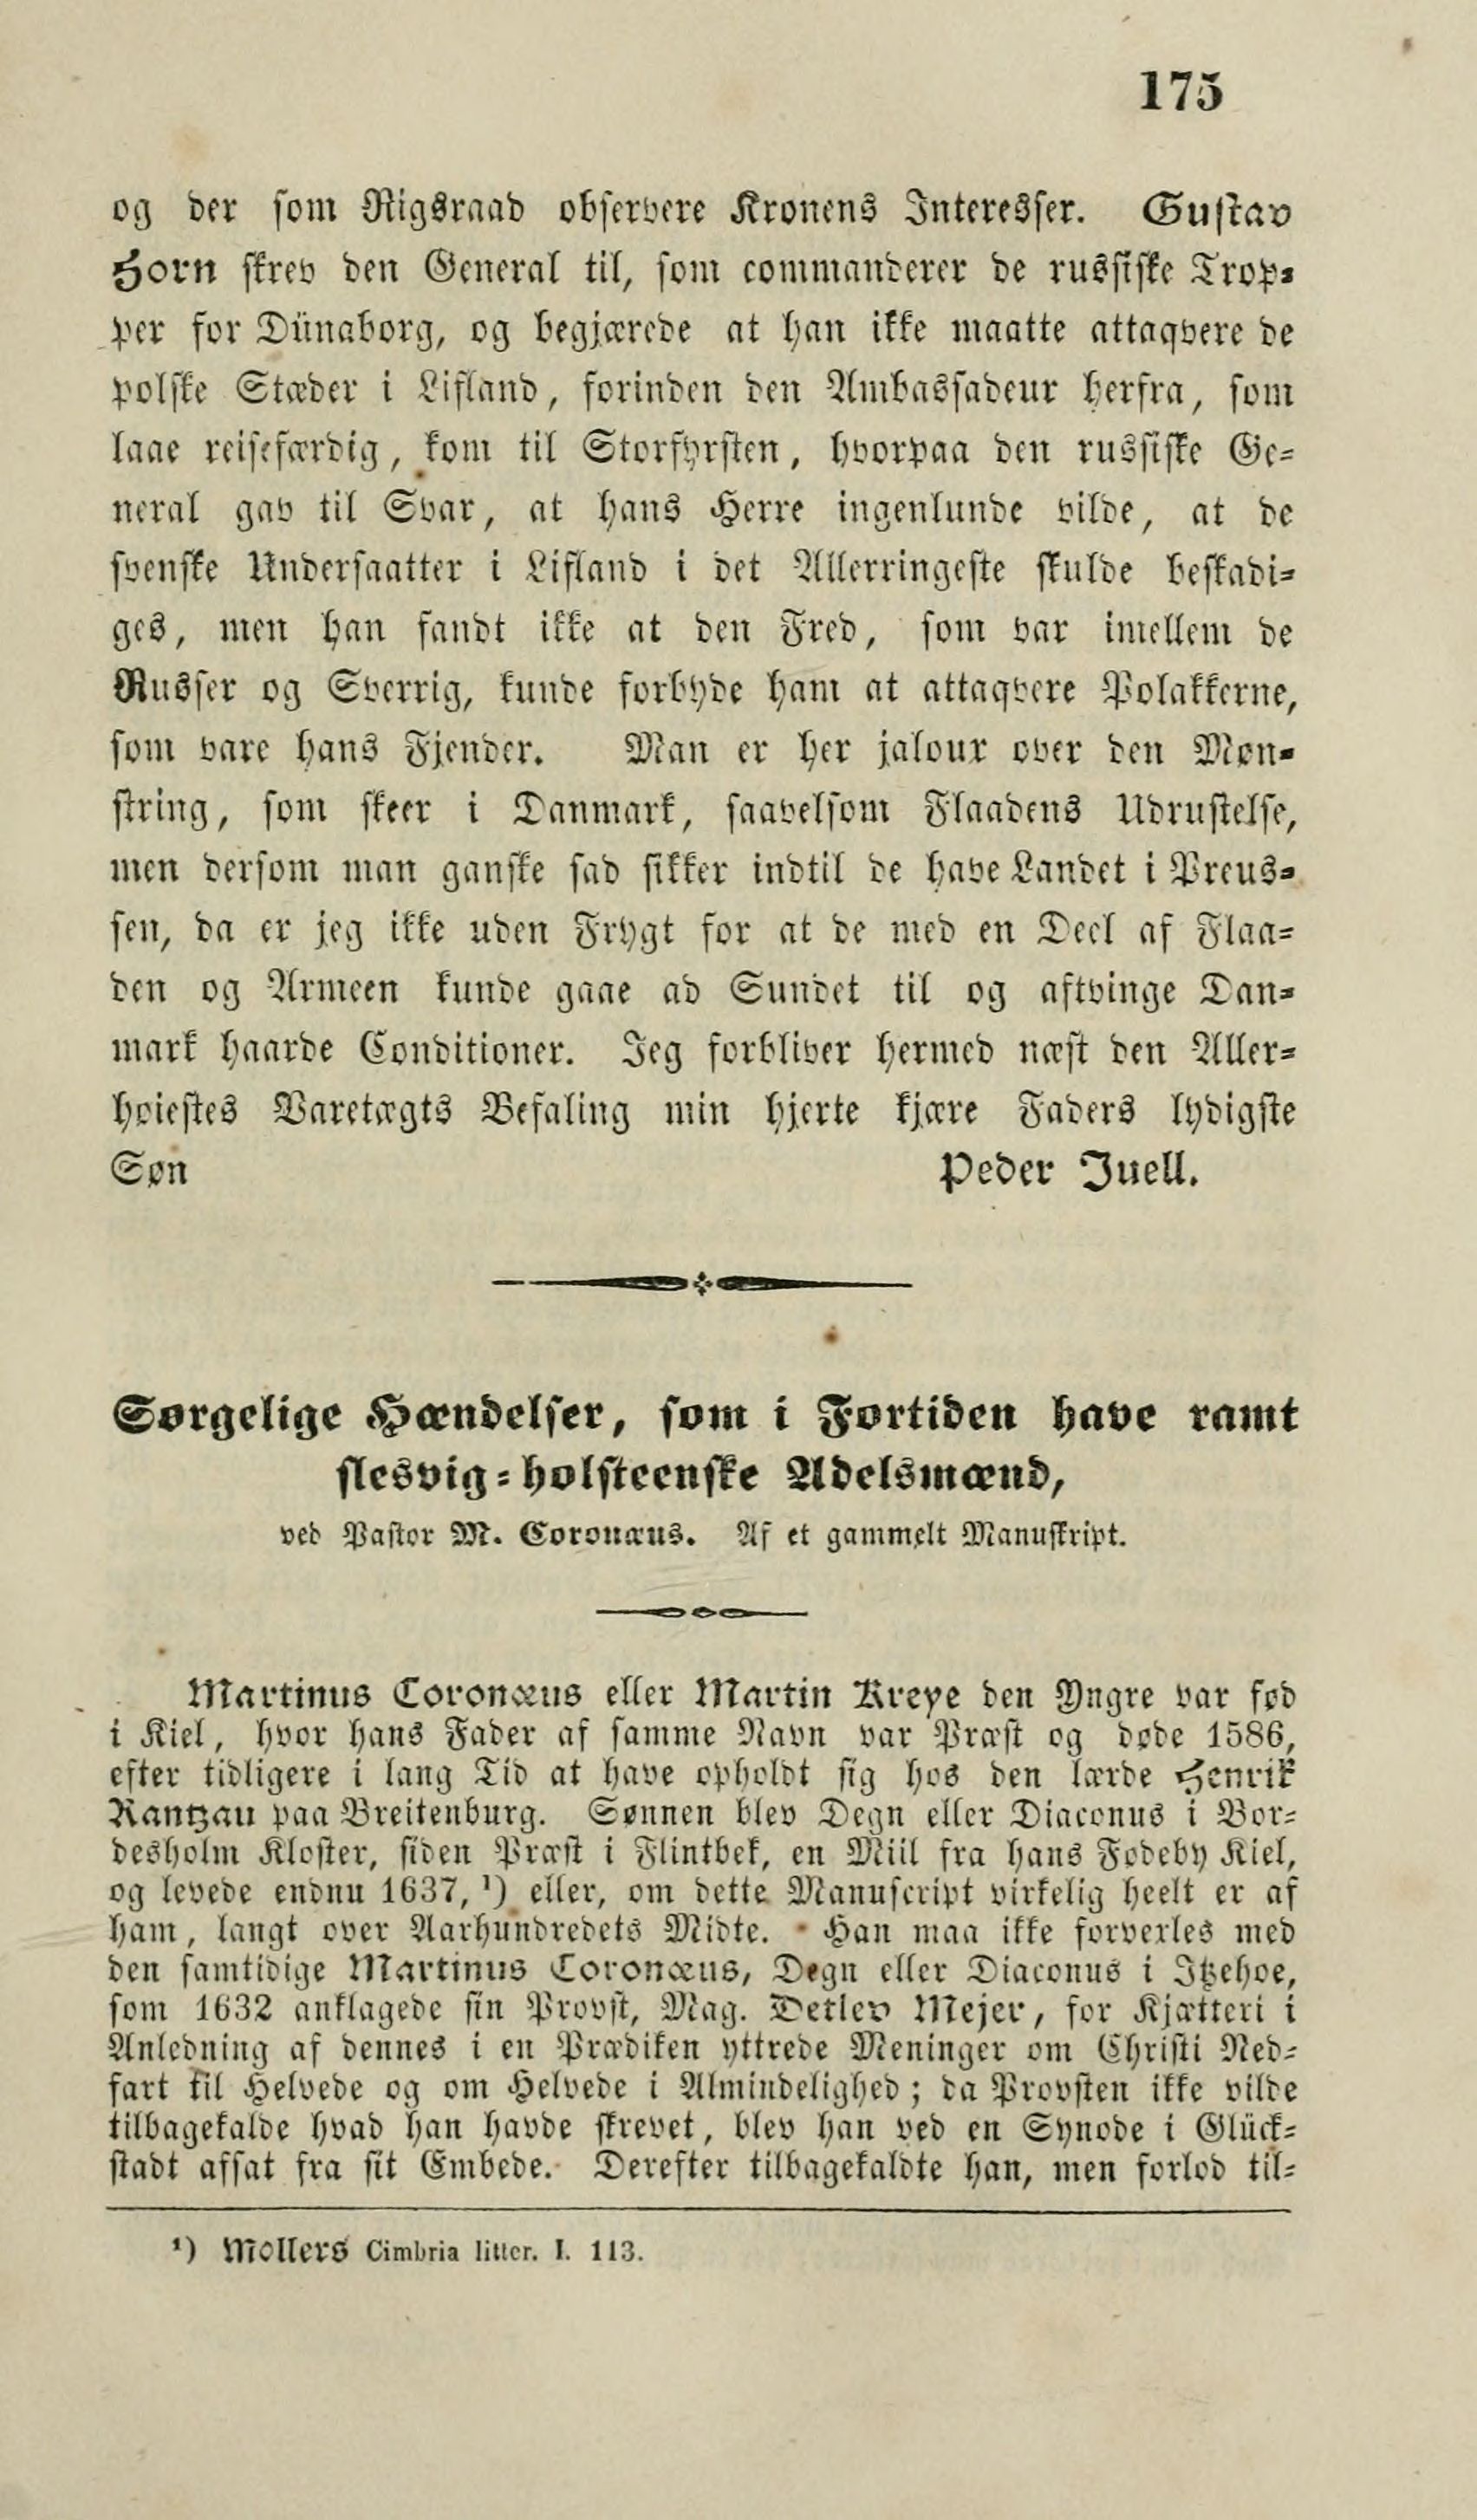 175
og der som Rigsraad observere Kronens Interesser. Gustav
Horn skrev den General til, som commanderer de russiske Trop=
per for Dünaborg, og begjærede at han ikke maatte attaqvere de
polske Stæder i Lifland, forinden den Ambassadeur herfra, som
laae reisefærdig, kom til Storfyrsten, hvorpaa den russiske Ge=
neral gav til Svar, at hans Herre ingenlunde vilde, at de
svenske Undersaatter i Lifland i det Allerringeste skulde beskadi=
ges, men han fandt ikke at den Fred, som var imellem de
Russer og Sverrig, kunde forbyde ham at attaqvere Polakkerne,
som vare hans Fjender. Man er her jalour over den Møn=
string, som skeer i Danmark, saavelsom Flaadens Udrustelse,
men dersom man ganske sad sikker indtil de have Landet i Preus=
sen, da er jeg ikke uden Frygt for at de med en Deel af Flaa=
den og Armeen kunde gaae ad Sundet til og aftvinge Dan=
mark haarde Conditioner. Jeg forbliver hermed næst den Aller=
høiestes Varetægts Befaling min hjerte kjære Faders lydigste
Søn Peder Juell.
Sørgelige Hændelser, som i Fortiden have ramt
slesvig=holsteenske Adelsmænd,
ved Pastor M. Coronæus. Af et gammelt Manuskript.
Martinus Coronæus eller Martin Kreye den Yngre var fød
i Kiel, hvor hans Fader af samme Navn var Præst og døde 1586,
efter tidligere i lang Tid at have opholdt sig hos den lærde Henrik
Rantzau paa Breitenburg. Sønnen blev Degn eller Diaconus i Bor=
desholm Kloster, siden Præst i Flintbek, en Miil fra hans Fødeby Kiel,
og levede endnu 1637, ¹) eller, om dette Manuscript virkelig heelt er af
ham, langt over Aarhundredets Midte. Han maa ikke forvexles med
den samtidige Martinus Coronæus, Degn eller Diaconus i Itzehoe,
som 1632 anklagede sin Provst, Mag. Detlev Mejer, for Kjætteri i
Anledning af dennes i en Prædiken yttrede Meninger om Christi Ned=
fart til Helvede og om Helvede i Almindelighed; da Provsten ikke vilde
tilbagekalde hvad han havde skrevet, blev han ved en Synode i Glück=
stadt afsat fra sit Embede. Derefter tilbagekaldte han, men forlod til=
¹) Mollers Cimbria litter. I. 113.